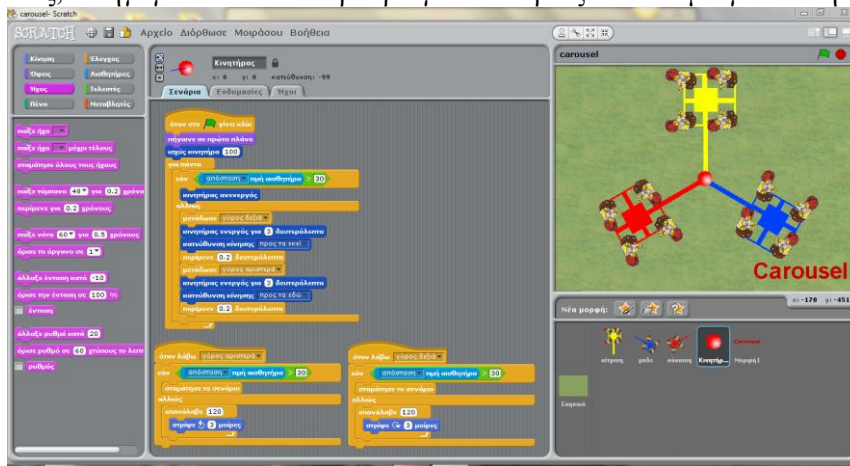 carousel- Scratch
SCRATCH Αρχείο Διόρθωσε Μοιράσου Βοήθεια
Κίνηση Έλεγχος
Όψεις Αισθητήρες
Ήχος Τελεστές
Πένα Μεταβλητές
παίξε ήχο
παίξε ήχο μέχρι τέλους
σταμάτησε όλους τους ήχους
παίξε τύμπανο 48 για 0.2
περίμενε για 0.2 χρόνους
παίξε νότα 60 για 0.5 χρόνους
όρισε το όργανο σε 1
άλλαξε ένταση κατά -10
όρισε την ένταση σε 100
ένταση
άλλαξε ρυθμό κατά 20
όρισε ρυθμό σε 60 χτύπους το λεπτ
ρυθμός
Κινητήρας
x: 0 y: 0 κατεύθυνση: -99
Σενάρια Ενδυμασίες Ήχοι
όταν στο γίνει κλικ
πήγαινε σε πρώτο πλάνο
ισχύς κινητήρα 100
για πάντα
εάν απόσταση τιμή αισθητήρα > 30
κινητήρας ανενεργός
αλλιώς
μετάδωσε γύρος δεξιά
κινητήρας ενεργός για 3 δευτερόλεπτα
κατεύθυνση κίνησης προς τα εκεί
περίμενε 0.2 δευτερόλεπτα
μετάδωσε γύρος αριστερά
κινητήρας ενεργός για 3 δευτερόλεπτα
κατεύθυνση κίνησης προς τα εδώ
περίμενε 0.2 δευτερόλεπτα
όταν λάβω γύρος αριστερά
εάν απόσταση τιμή αισθητήρα > 30
σταμάτησε το σενάριο
αλλιώς
επανάλαβε 120
στρίψε 3 μοίρες
όταν λάβω γύρος δεξιά
εάν απόσταση τιμή αισθητήρα > 30
σταμάτησε το σενάριο
αλλιώς
επανάλαβε 120
στρίψε 3 μοίρες
carousel
Carousel
x: -170 y: -451
Νέα μορφή:
κίτρινη μπλε κόκκινη Κινητήρ... Μορφή1
Carousel
Σκηνικό